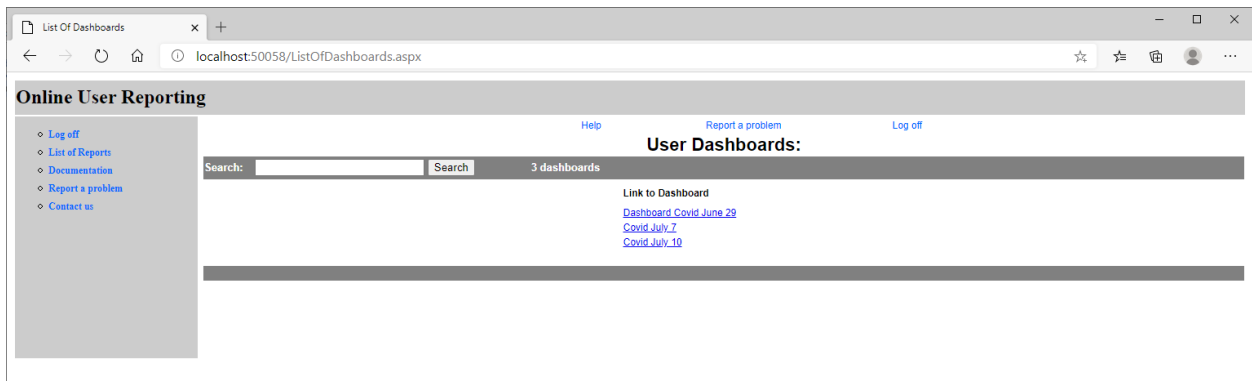 List Of Dashboards
localhost:50058/ListOfDashboards.aspx
Online User Reporting
Log off
List of Reports
Documentation
Report a problem
Contact us
Help Report a problem Log off
User Dashboards:
Search: Search 3 dashboards
Link to Dashboard
Dashboard Covid June 29
Covid July 7
Covid July 10